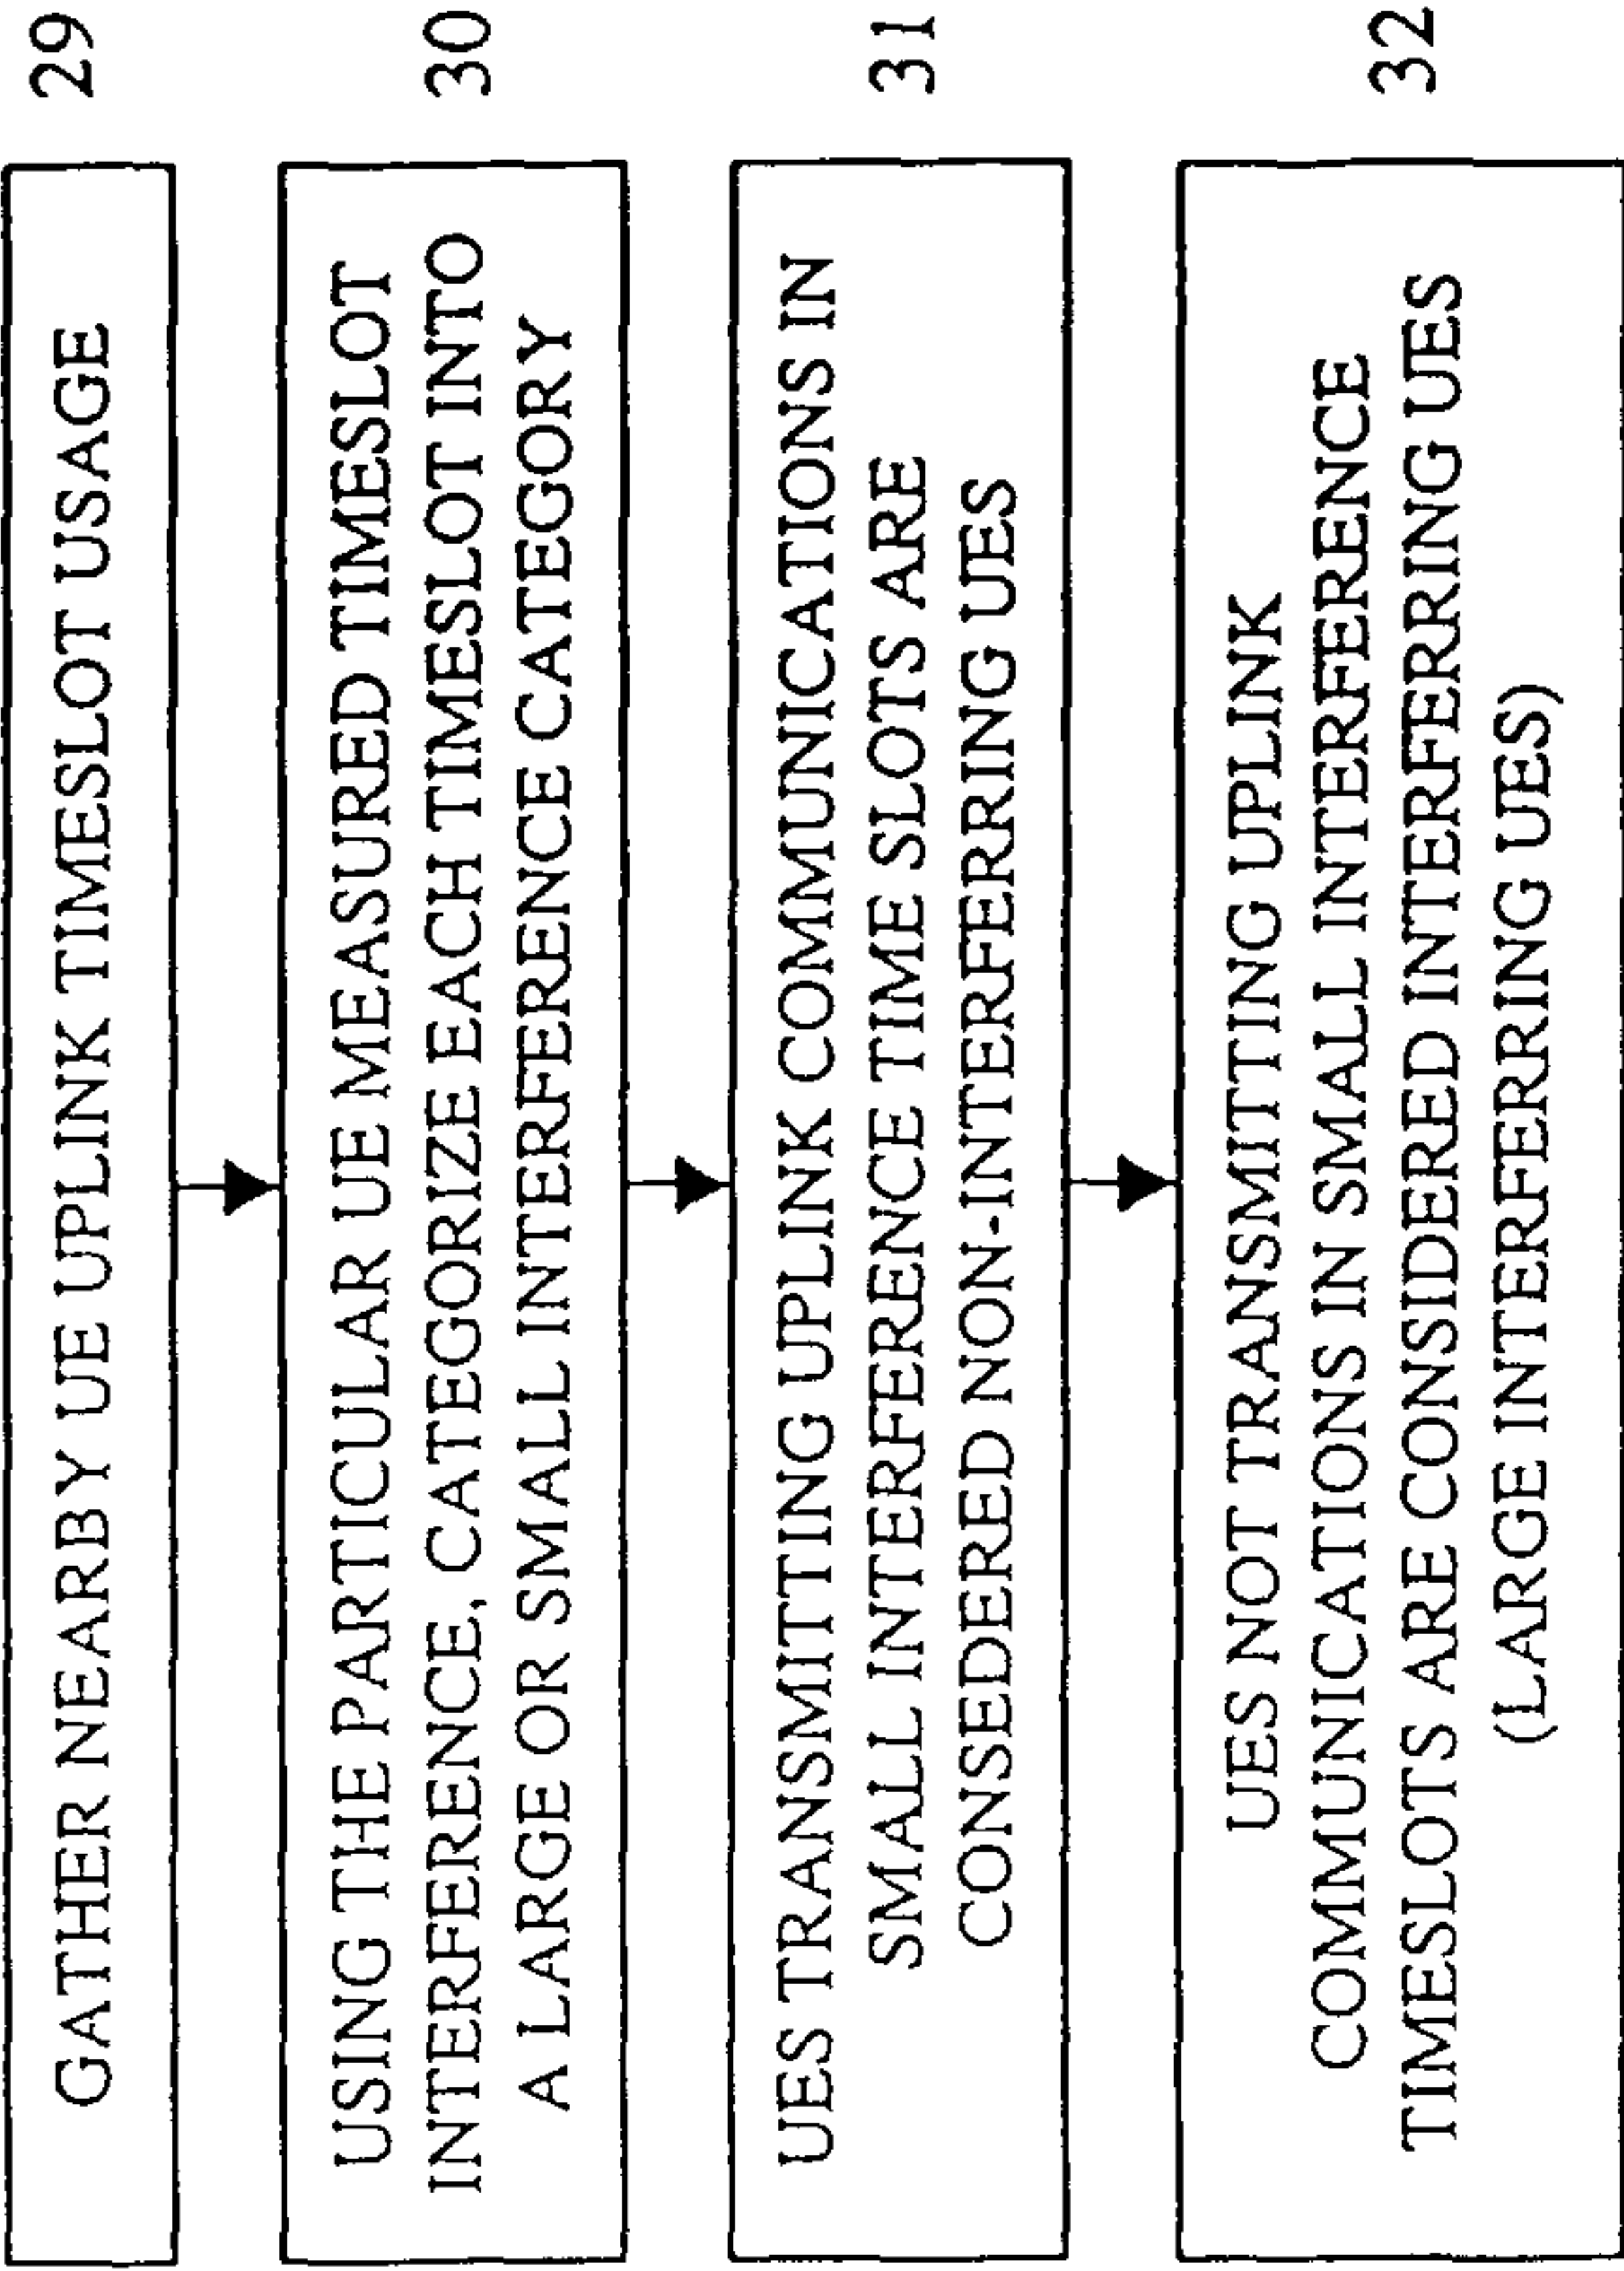 GATHER NEARBY UE UPLINK TIMESLOT USAGE
29
USING THE PARTICULAR UE MEASURED TIMESLOT
INTERFERENCE, CATEGORIZE EACH TIMESLOT INTO
A LARGE OR SMALL INTERFERENCE CATEGORY
30
UES TRANSMITTING UPLINK COMMUNICATIONS IN
SMALL INTERFERENCE TIME SLOTS ARE
CONSEDERED NON-INTERFERRING UES
31
UES NOT TRANSMITTING UPLINK
COMMUNICATIONS IN SMALL INTERFERENCE
TIMESLOTS ARE CONSIDERED INTERFERRING UES
(LARGE INTERFERRING UES)
32